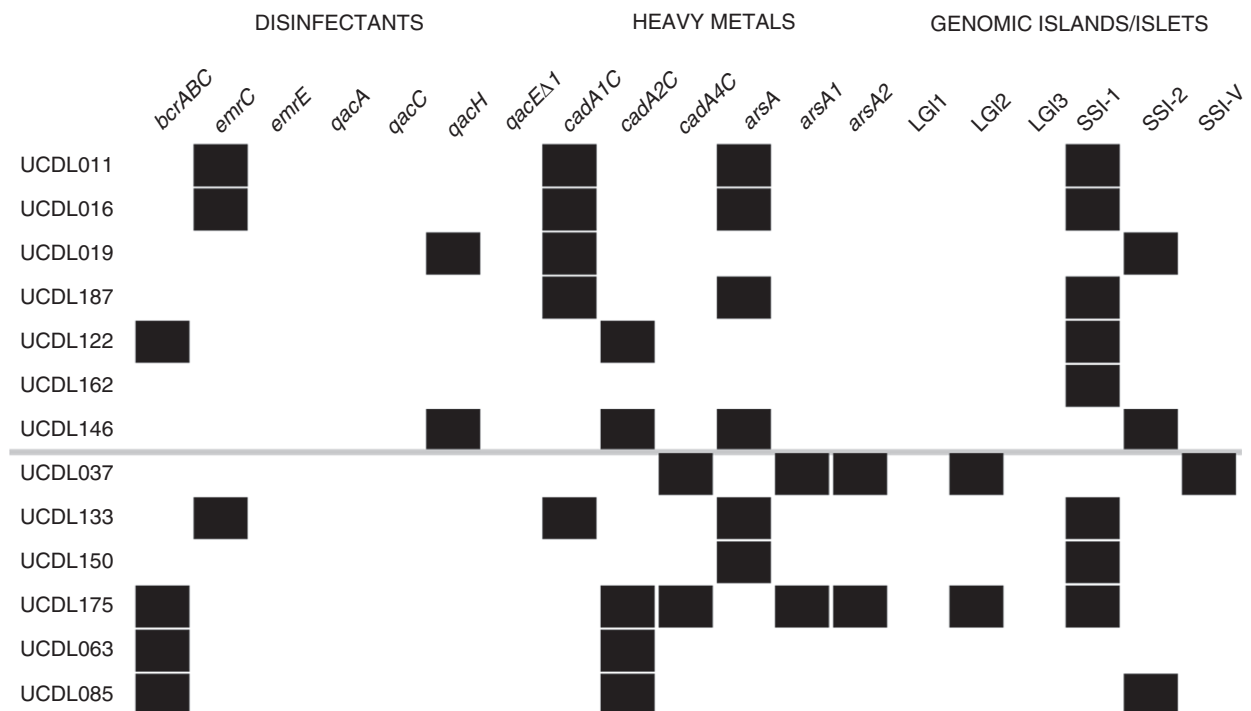 DISINFECTANTS HEAVY METALS GENOMIC ISLANDS/ISLETS
bcrABC emrC emrE qacA qacC qacH qacEΔ1 cadA1C cadA2C cadA4C arsA arsA1 arsA2 LGI1 LGI2 LGI3 SSI-1 SSI-2 SSI-V
UCDL011
UCDL016
UCDL019
UCDL187
UCDL122
UCDL162
UCDL146
UCDL037
UCDL133
UCDL150
UCDL175
UCDL063
UCDL085